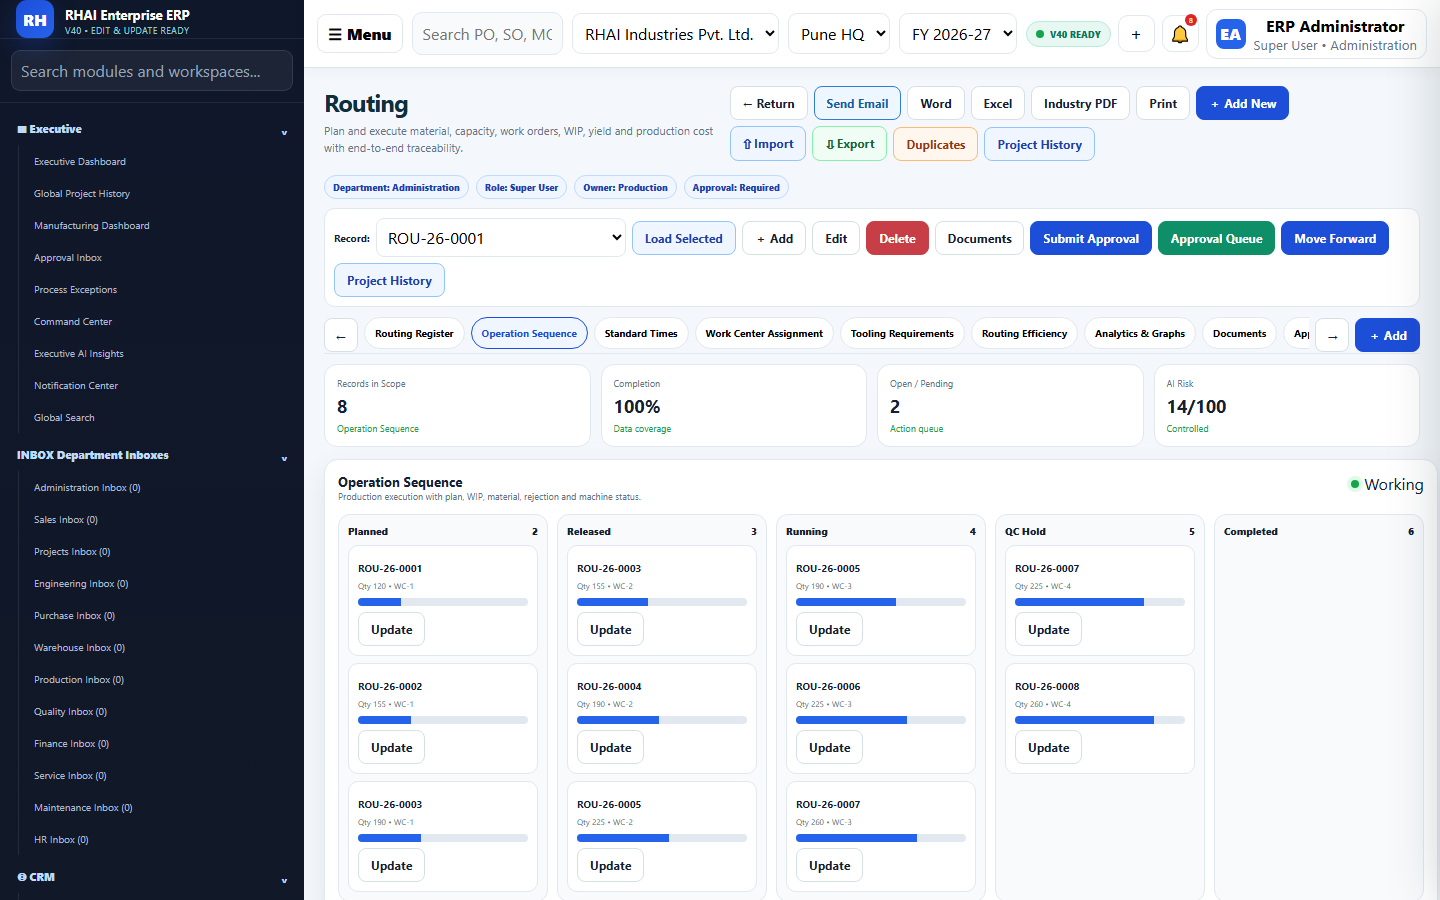 RH
RHAI Enterprise ERP
V40 • EDIT & UPDATE READY
Search modules and workspaces...
Executive
Executive Dashboard
Global Project History
Manufacturing Dashboard
Approval Inbox
Process Exceptions
Command Center
Executive AI Insights
Notification Center
Global Search
INBOX Department Inboxes
Administration Inbox (0)
Sales Inbox (0)
Projects Inbox (0)
Engineering Inbox (0)
Purchase Inbox (0)
Warehouse Inbox (0)
Production Inbox (0)
Quality Inbox (0)
Finance Inbox (0)
Service Inbox (0)
Maintenance Inbox (0)
HR Inbox (0)
CRM
☰ Menu
Search PO, SO, MO
RHAI Industries Pvt. Ltd.
Pune HQ
FY 2026-27
V40 READY
+
8
EA
ERP Administrator
Super User • Administration
Routing
Plan and execute material, capacity, work orders, WIP, yield and production cost
with end-to-end traceability.
← Return
Send Email
Word
Excel
Industry PDF
Print
+ Add New
⇧ Import
⇩ Export
Duplicates
Project History
Department: Administration
Role: Super User
Owner: Production
Approval: Required
Record:
ROU-26-0001
Load Selected
+ Add
Edit
Delete
Documents
Submit Approval
Approval Queue
Move Forward
Project History
←
Routing Register
Operation Sequence
Standard Times
Work Center Assignment
Tooling Requirements
Routing Efficiency
Analytics & Graphs
Documents
→
+ Add
Records in Scope
8
Operation Sequence
Completion
100%
Data coverage
Open / Pending
2
Action queue
AI Risk
14/100
Controlled
Operation Sequence
Production execution with plan, WIP, material, rejection and machine status.
Working
Planned 2
ROU-26-0001
Qty 120 • WC-1
Update
ROU-26-0002
Qty 155 • WC-1
Update
ROU-26-0003
Qty 190 • WC-1
Update
Released 3
ROU-26-0003
Qty 155 • WC-2
Update
ROU-26-0004
Qty 190 • WC-2
Update
ROU-26-0005
Qty 225 • WC-2
Update
Running 4
ROU-26-0005
Qty 190 • WC-3
Update
ROU-26-0006
Qty 225 • WC-3
Update
ROU-26-0007
Qty 260 • WC-3
Update
QC Hold 5
ROU-26-0007
Qty 225 • WC-4
Update
ROU-26-0008
Qty 260 • WC-4
Update
Completed 6